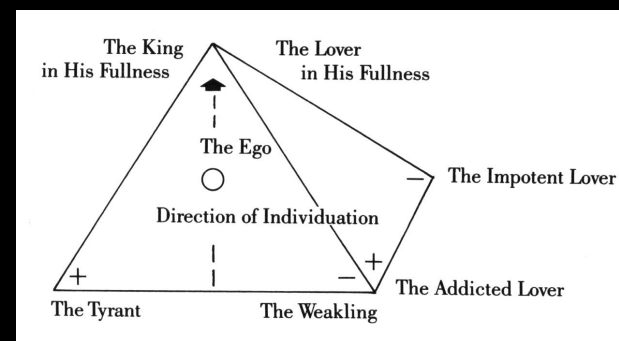 The King
in His Fullness
The Lover
in His Fullness
The Ego
− The Impotent Lover
Direction of Individuation
+
− +
The Addicted Lover
The Tyrant
The Weakling